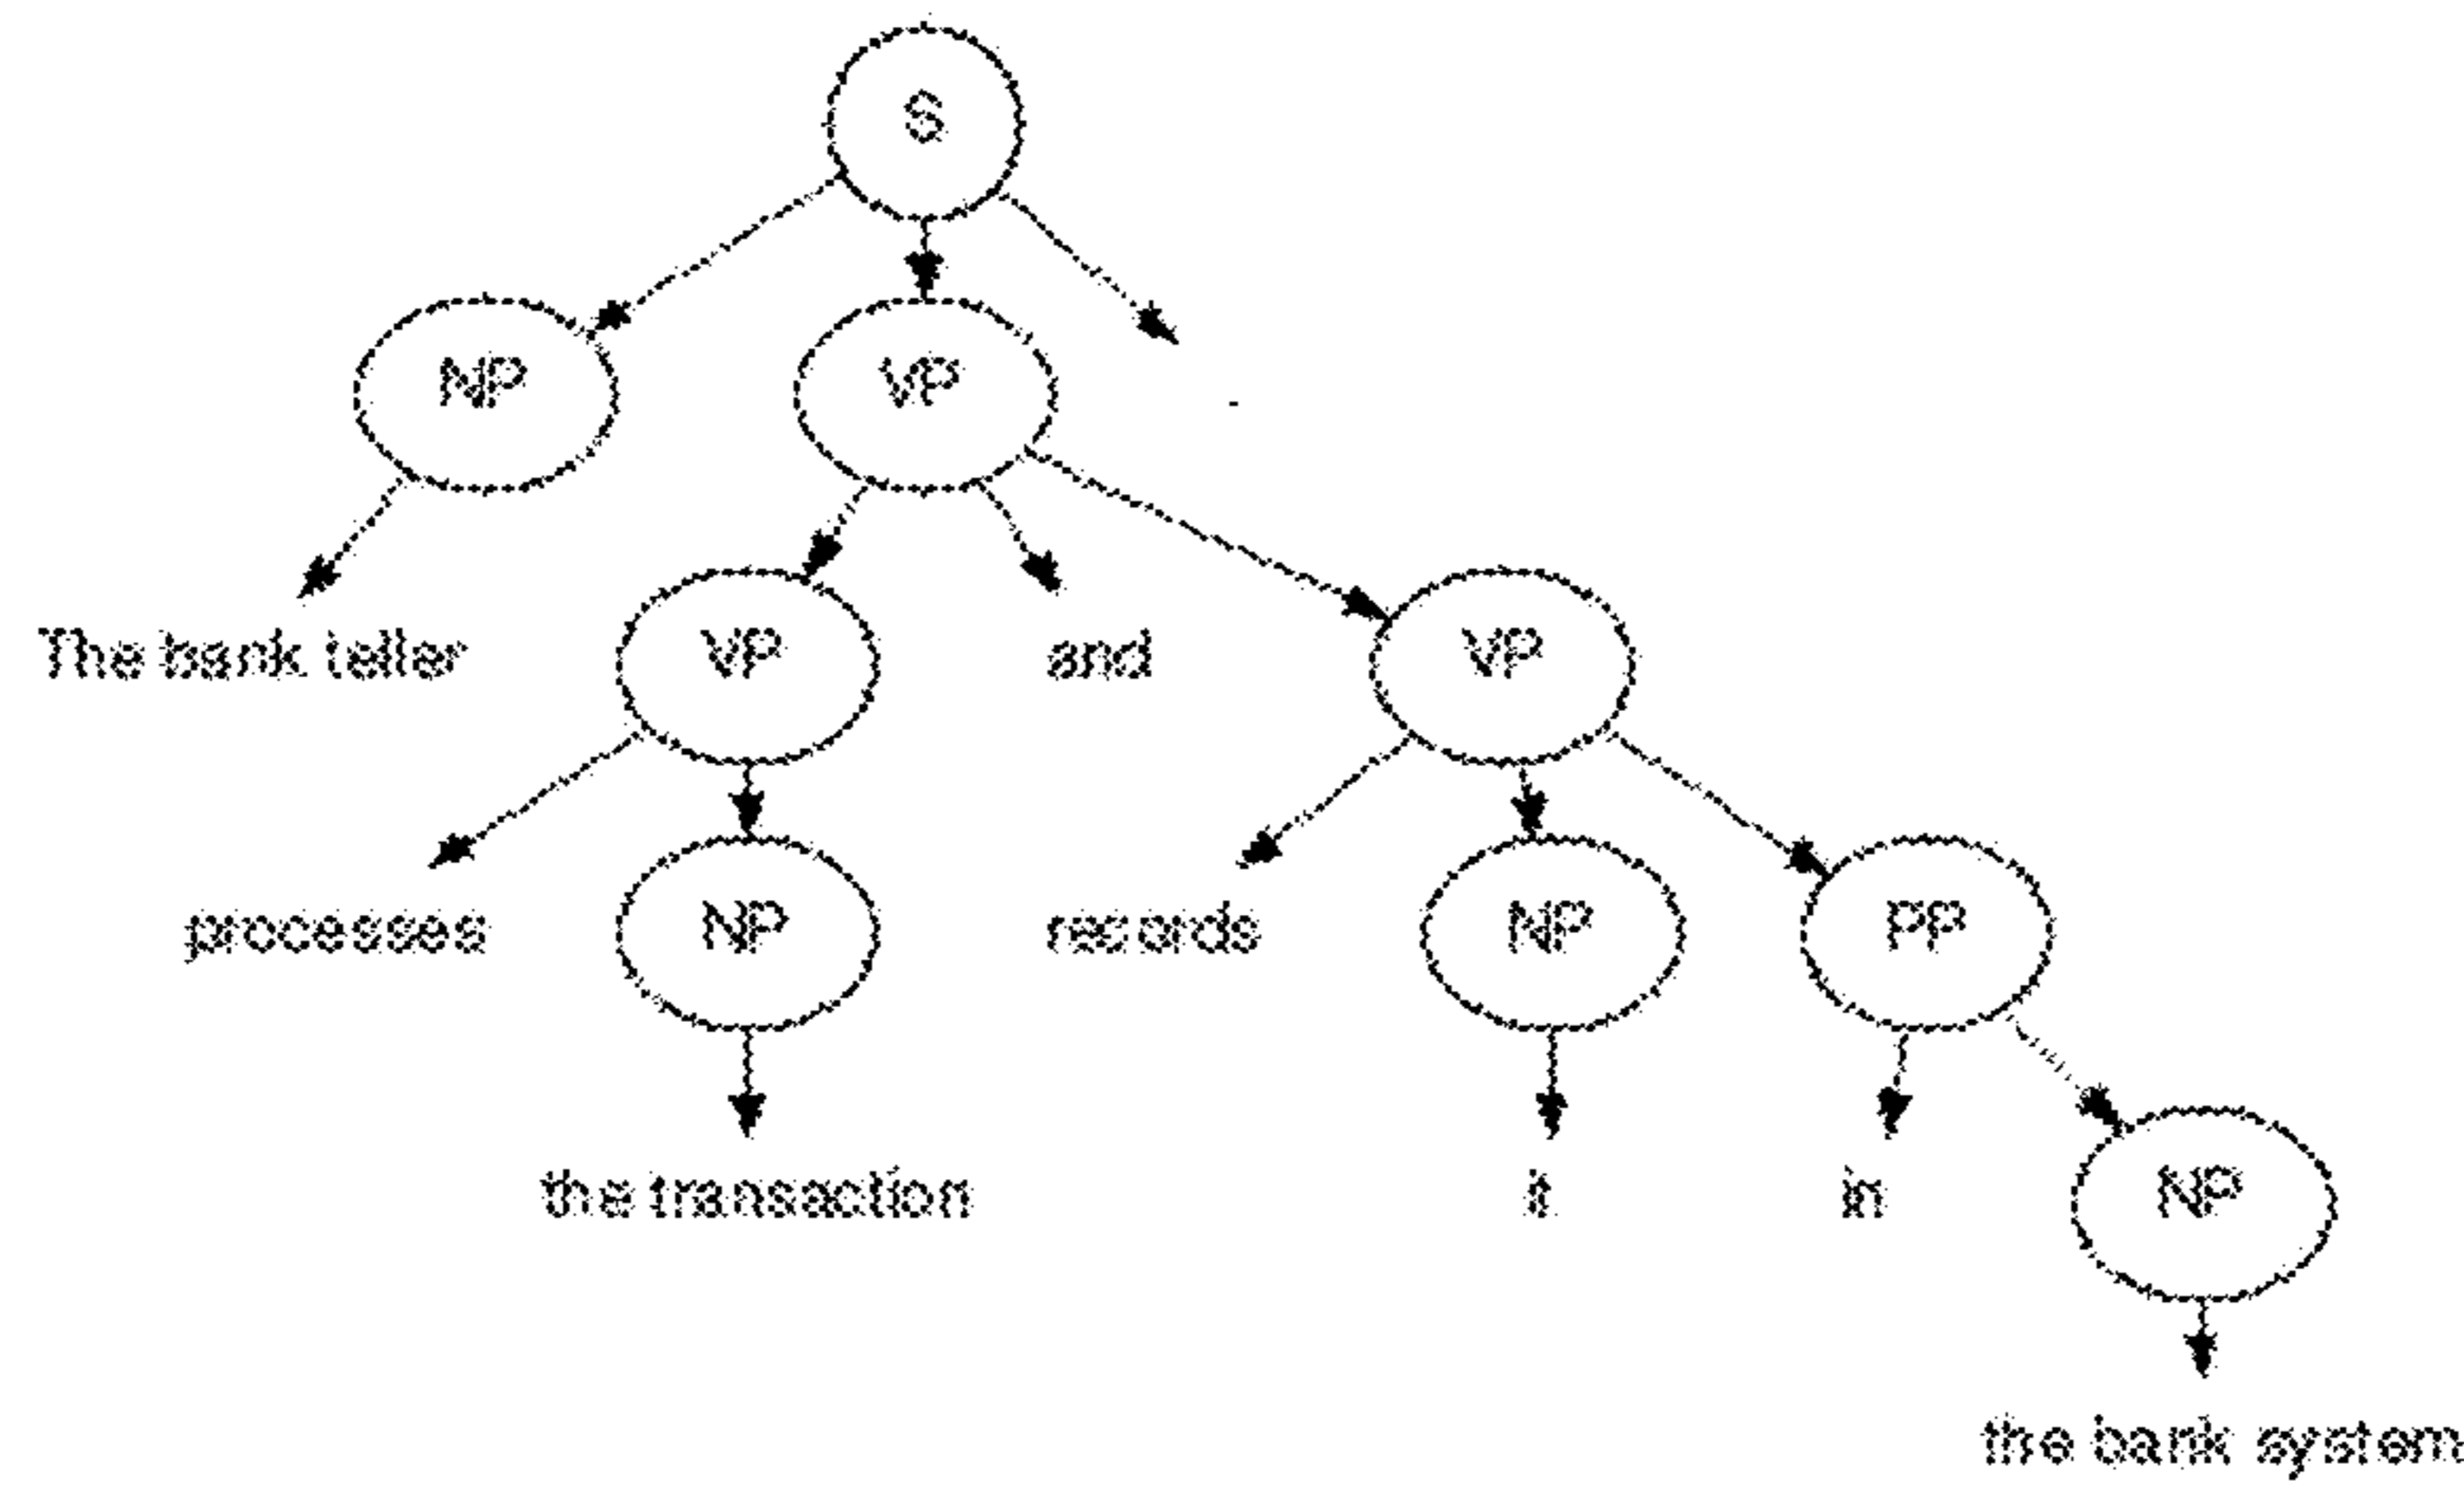 S
NP VP .
The bank teller VP and VP
processes NP records NP PP
the transaction it in NP
the bank system